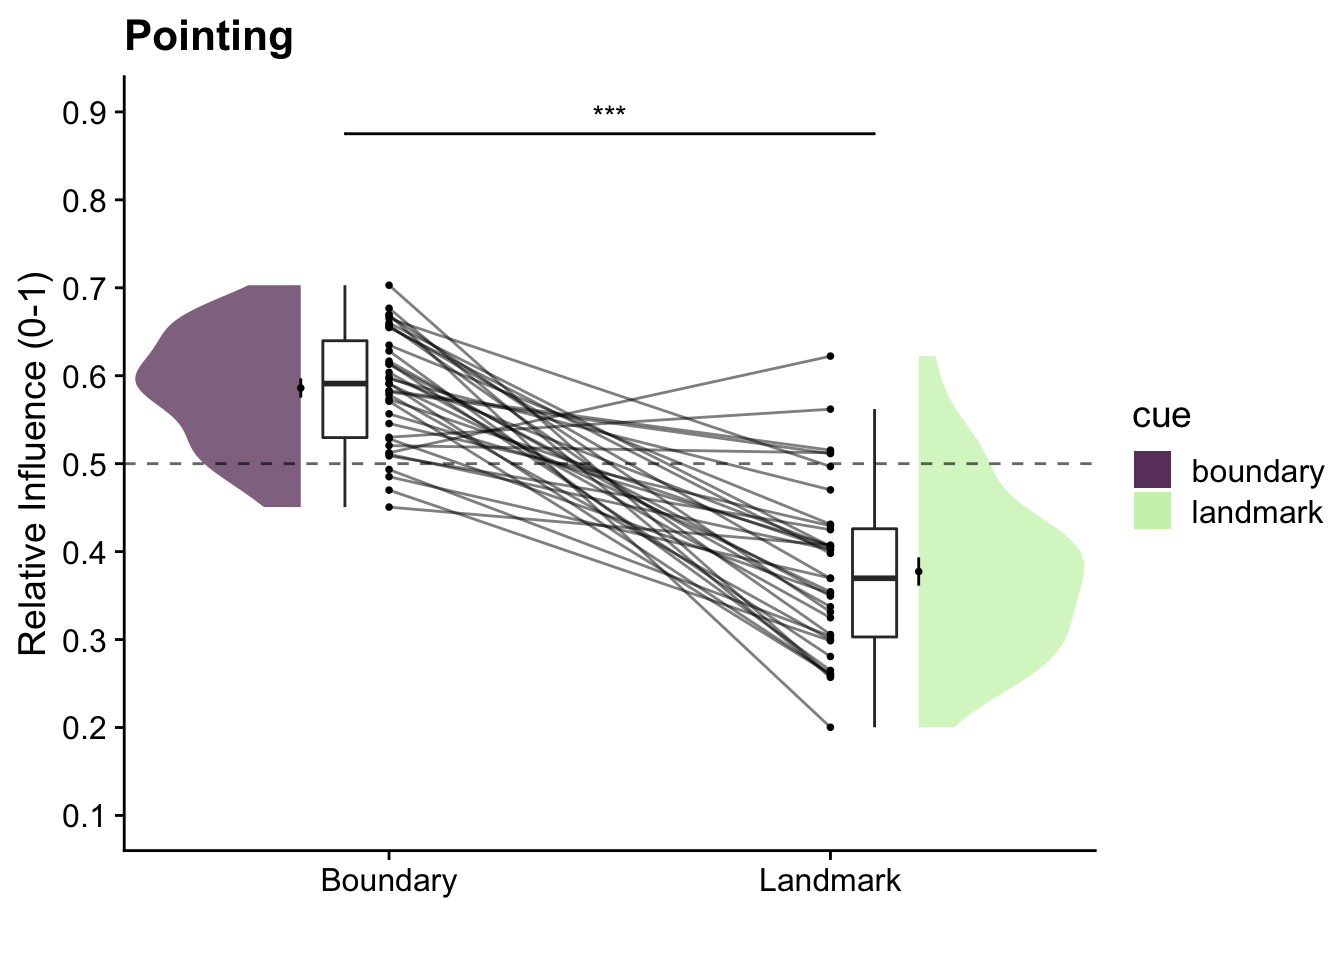 Pointing
***
0.9
0.8
0.7
0.6
0.5
0.4
0.3
0.2
0.1
Relative Influence (0-1)
Boundary
Landmark
cue
boundary
landmark